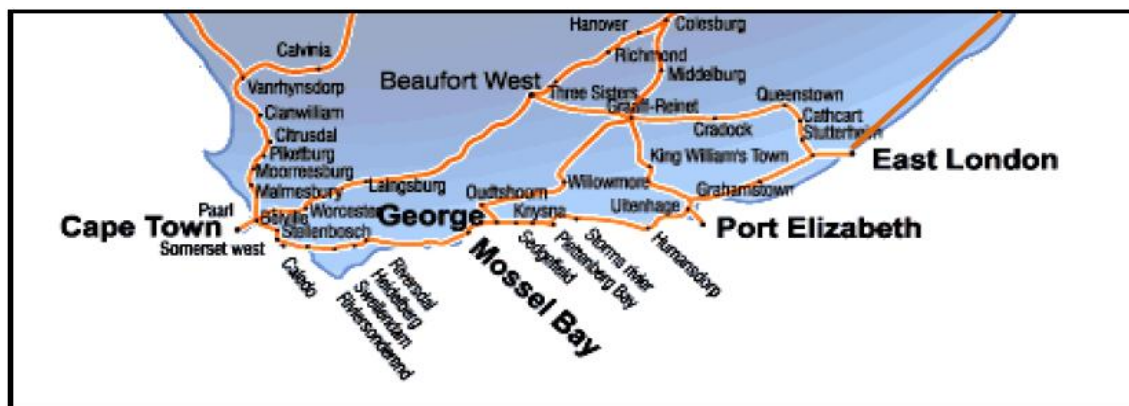 Hanover
Colesburg
Calvinia
Richmond
Vanrhynsdorp
Beaufort West
Middelburg
Three Sisters
Queenstown
Clanwilliam
Graaff-Reinet
Cathcart
Citrusdal
Cradock
Stutterheim
Piketburg
King William's Town
East London
Moorreesburg
Laingsburg
Willowmore
Malmesbury
Oudtshoorn
Grahamstown
Paarl
Worcester
George
Knysna
Uitenhage
Cape Town
Bellville
Port Elizabeth
Stellenbosch
Somerset west
Caledo
Riversdal
Heidelberg
Swellendam
Riviersonderend
Mossel Bay
Sedgefield
Plettenberg Bay
Storms rivier
Humansdorp